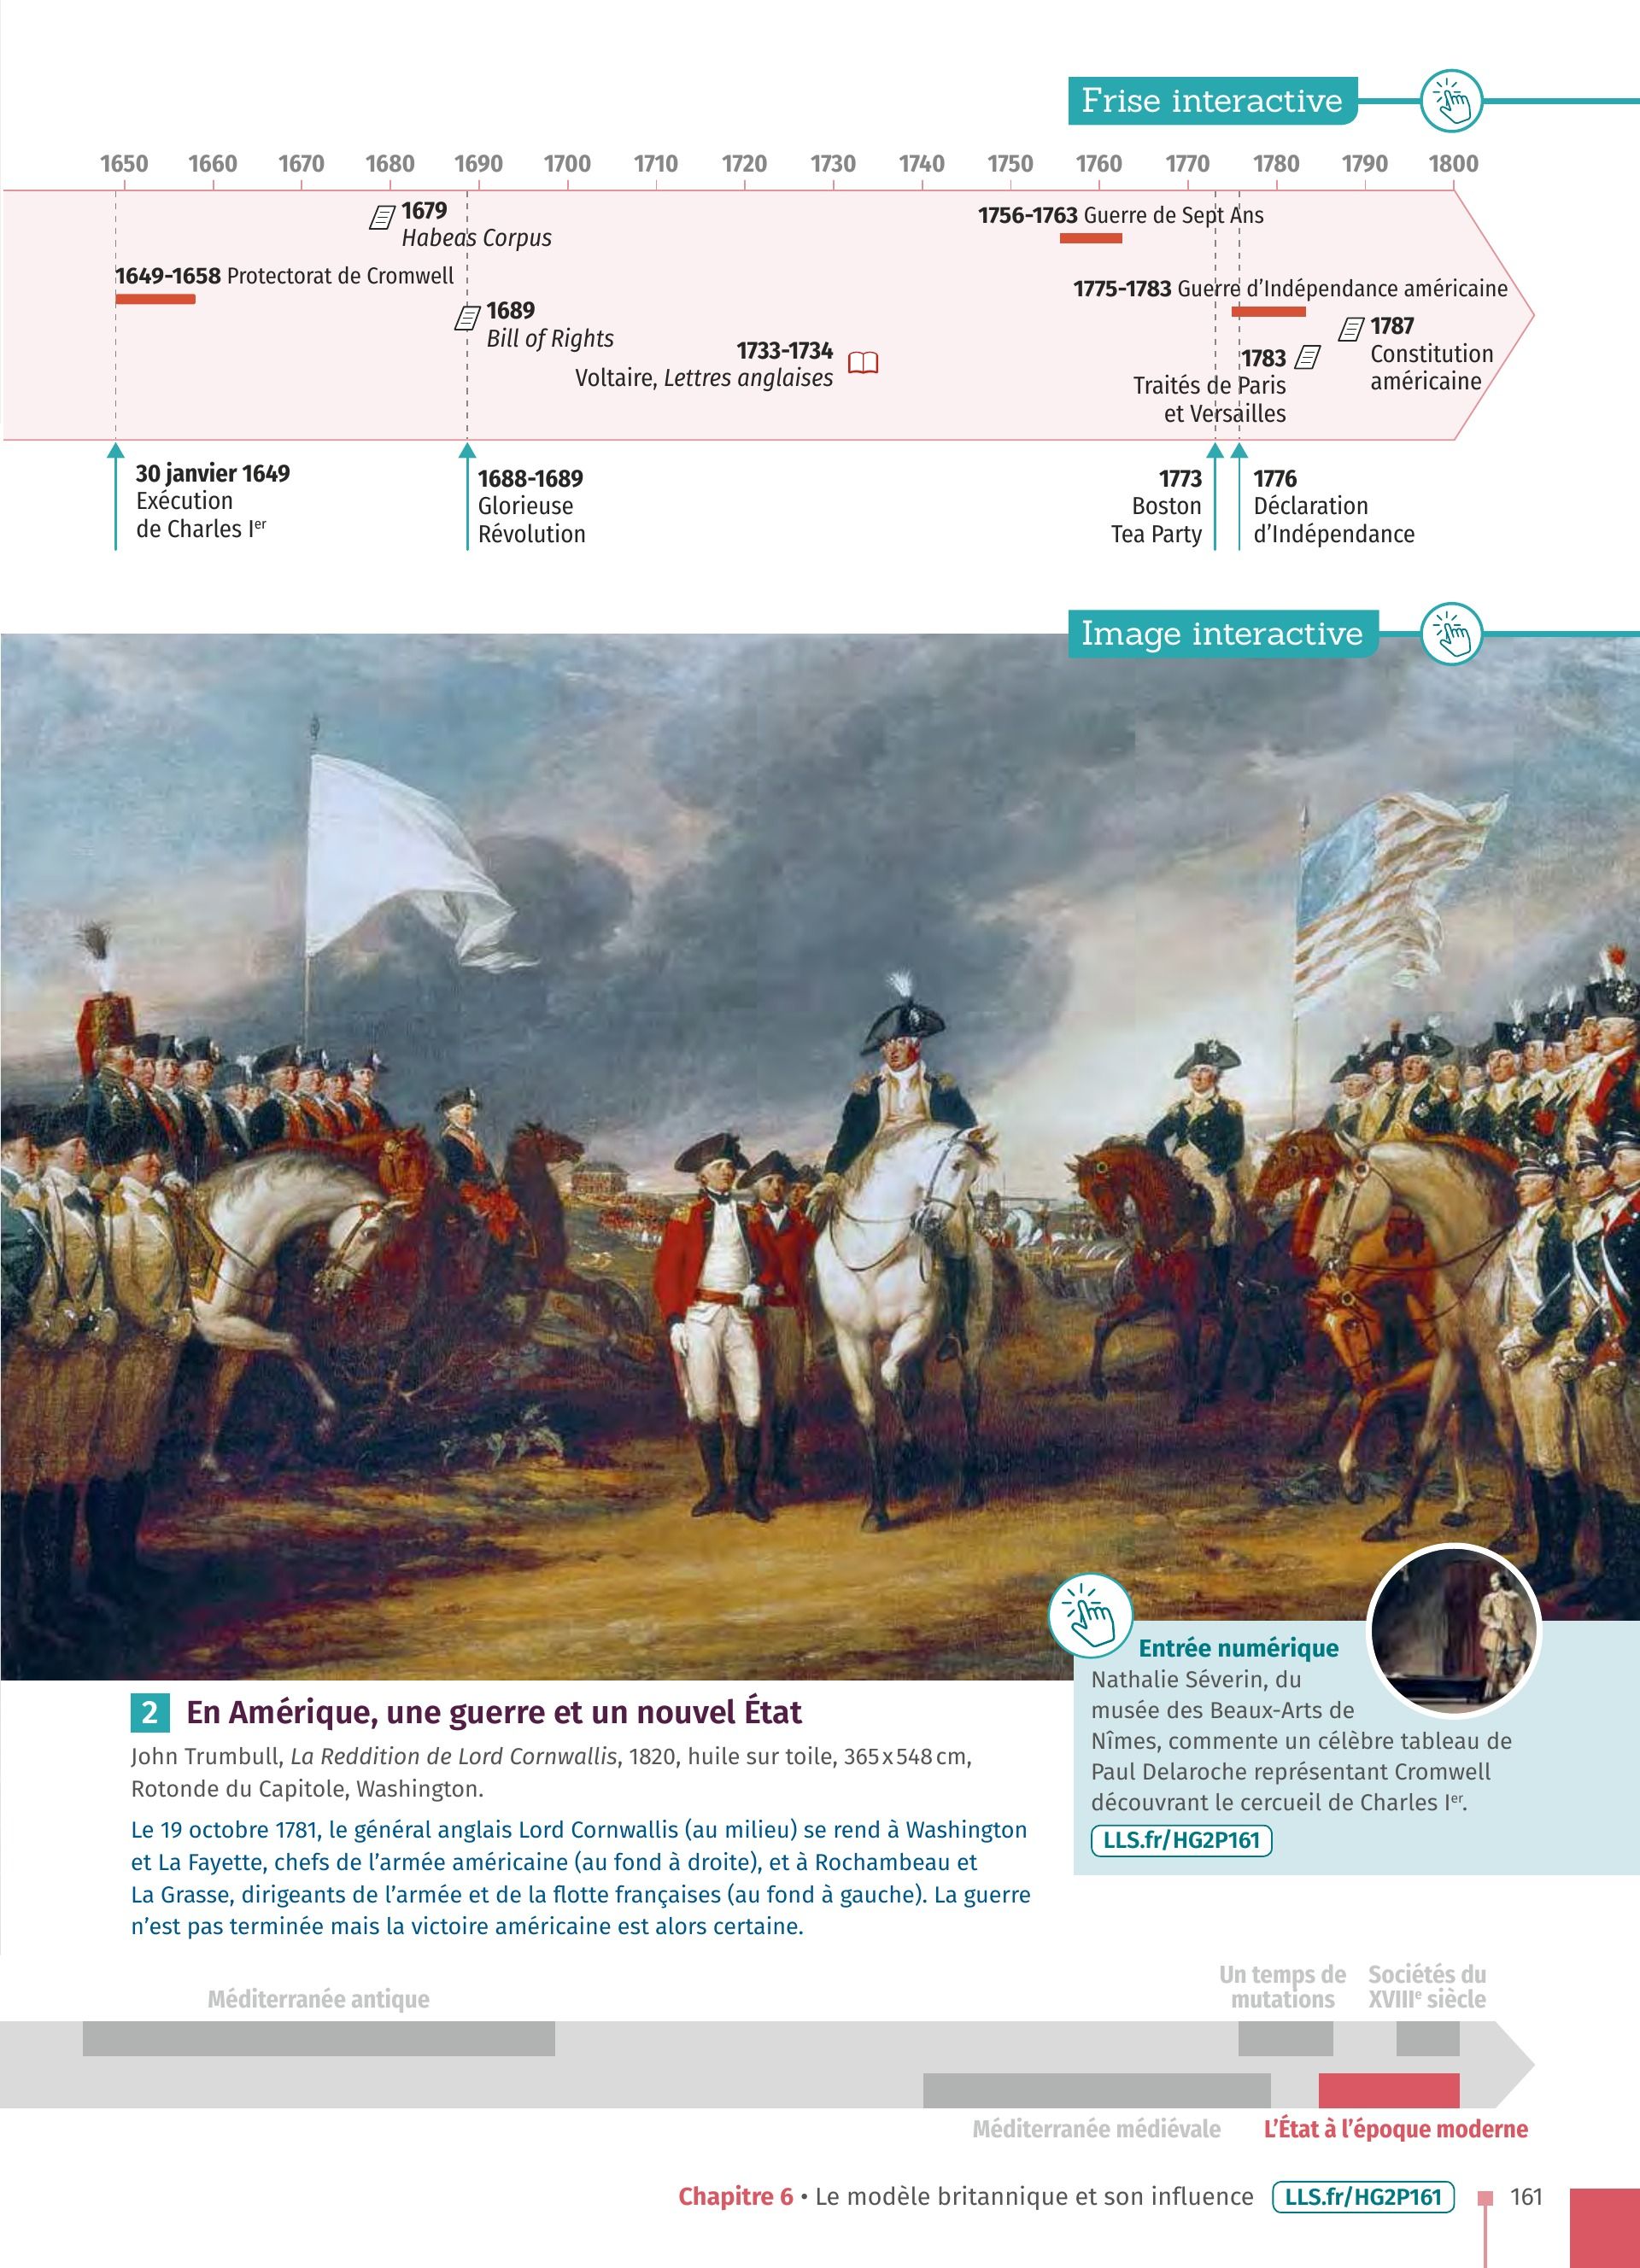 Frise interactive
1650 1660 1670 1680 1690 1700 1710 1720 1730 1740 1750 1760 1770 1780 1790 1800
1679
Habeas Corpus
1649-1658 Protectorat de Cromwell
1689
Bill of Rights
1733-1734
Voltaire, Lettres anglaises
1756-1763 Guerre de Sept Ans
1775-1783 Guerre d’Indépendance américaine
1787
Constitution
américaine
1783
Traités de Paris
et Versailles
30 janvier 1649
Exécution
de Charles Ier
1688-1689
Glorieuse
Révolution
1773
Boston
Tea Party
1776
Déclaration
d’Indépendance
Image interactive
2 En Amérique, une guerre et un nouvel État
John Trumbull, La Reddition de Lord Cornwallis, 1820, huile sur toile, 365 x 548 cm,
Rotonde du Capitole, Washington.
Le 19 octobre 1781, le général anglais Lord Cornwallis (au milieu) se rend à Washington
et La Fayette, chefs de l’armée américaine (au fond à droite), et à Rochambeau et
La Grasse, dirigeants de l’armée et de la flotte françaises (au fond à gauche). La guerre
n’est pas terminée mais la victoire américaine est alors certaine.
Entrée numérique
Nathalie Séverin, du
musée des Beaux-Arts de
Nîmes, commente un célèbre tableau de
Paul Delaroche représentant Cromwell
découvrant le cercueil de Charles Ier.
LLS.fr/HG2P161
Méditerranée antique
Un temps de
mutations
Sociétés du
XVIIIe siècle
Méditerranée médiévale
L’État à l’époque moderne
Chapitre 6 • Le modèle britannique et son influence LLS.fr/HG2P161 161